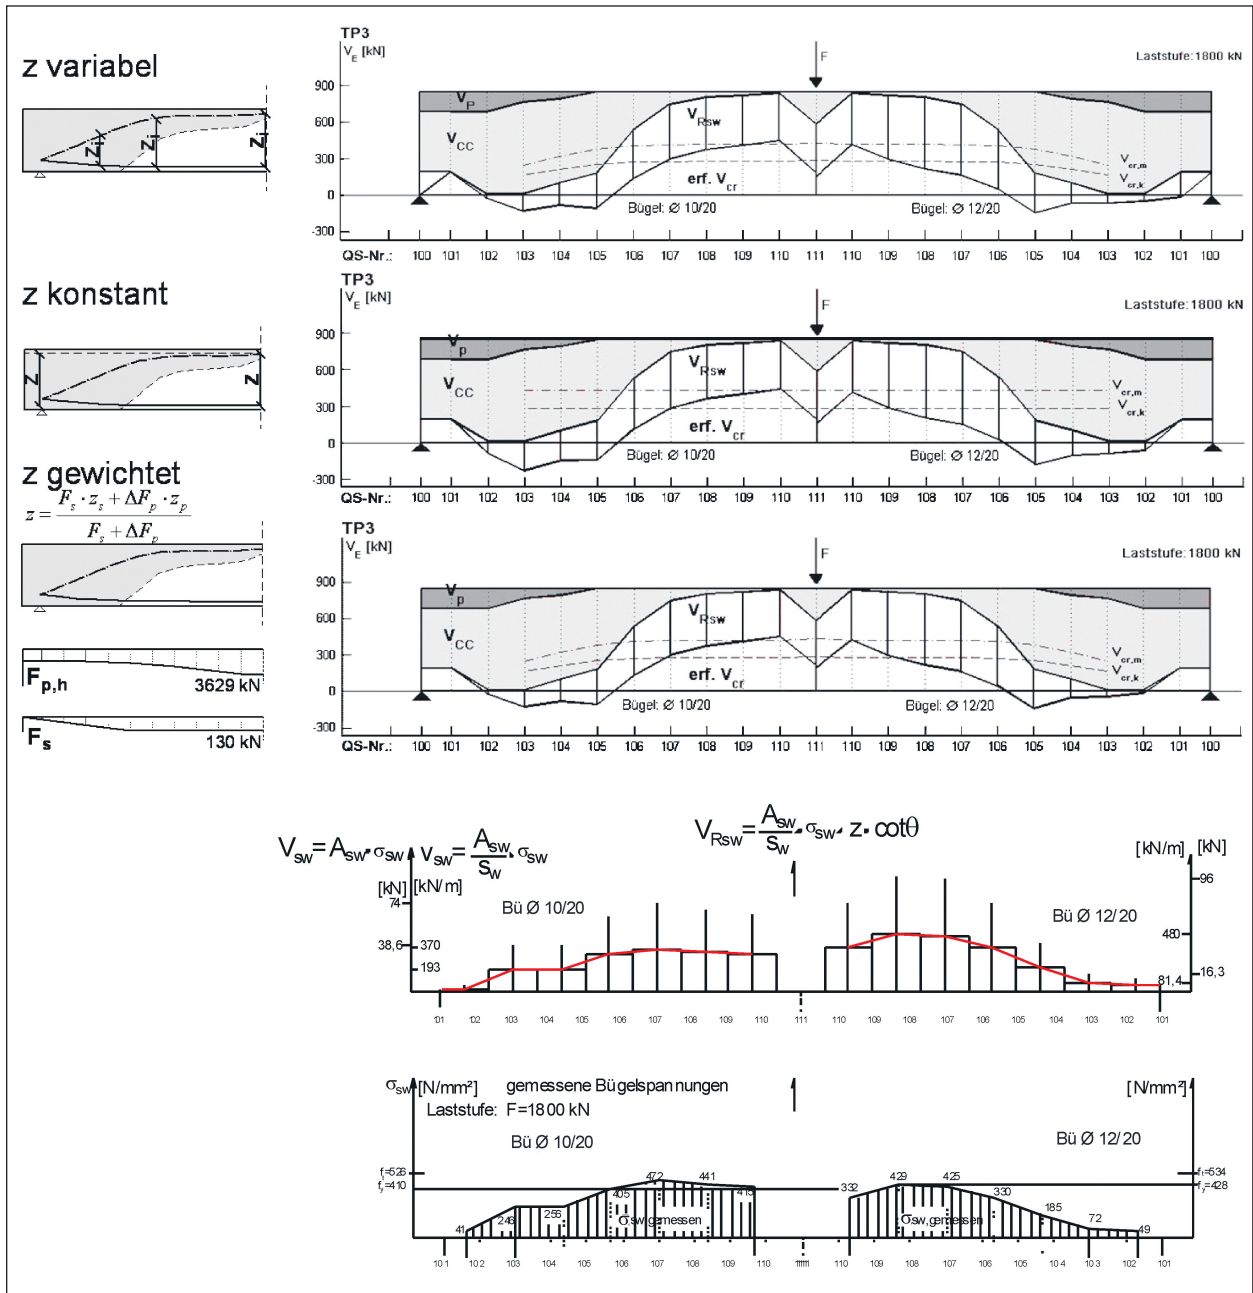 z variabel
Zi
Zi
Zi
TP3
V_E [kN]
F
Laststufe: 1800 kN
900
600
300
0
-300
V_P
V_CC
V_Rsw
erf. V_cr
V_cr,m
V_cr,k
Bügel: Ø 10/20
Bügel: Ø 12/20
QS-Nr.: 100 101 102 103 104 105 106 107 108 109 110 111 110 109 108 107 106 105 104 103 102 101 100
z konstant
Z
Z
TP3
V_E [kN]
F
Laststufe: 1800 kN
900
600
300
0
-300
V_p
V_CC
V_Rsw
erf. V_cr
V_cr,m
V_cr,k
Bügel: Ø 10/20
Bügel: Ø 12/20
QS-Nr.: 100 101 102 103 104 105 106 107 108 109 110 111 110 109 108 107 106 105 104 103 102 101 100
z gewichtet
z = (F_s · z_s + ΔF_p · z_p) / (F_s + ΔF_p)
F_p,h
3629 kN
F_s
130 kN
TP3
V_E [kN]
F
Laststufe: 1800 kN
900
600
300
0
-300
V_p
V_CC
V_Rsw
erf. V_cr
V_cr,m
V_cr,k
Bügel: Ø 10/20
Bügel: Ø 12/20
QS-Nr.: 100 101 102 103 104 105 106 107 108 109 110 111 110 109 108 107 106 105 104 103 102 101 100
V_sw = A_sw · σ_sw
v_sw = A_sw/s_w · σ_sw
V_Rsw = A_sw/s_w · σ_sw · z · cotθ
[kN] [kN/m]
[kN/m] [kN]
74
38,6
370
193
Bü Ø 10/20
Bü Ø 12/20
96
480
16,3
81,4
101 102 103 104 105 106 107 108 109 110 111 110 109 108 107 106 105 104 103 102 101
σ_sw [N/mm²]
gemessene Bügelspannungen
Laststufe: F=1800 kN
[N/mm²]
Bü Ø 10/20
Bü Ø 12/20
f_t=526
f_y=410
f_t=534
f_y=428
41 246 256 405 472 441 415
332 429 425 330 185 72 49
σ_sw,gemessen
σ_sw,gemessen
101 102 103 104 105 106 107 108 109 110 110 109 108 107 106 105 104 103 102 101